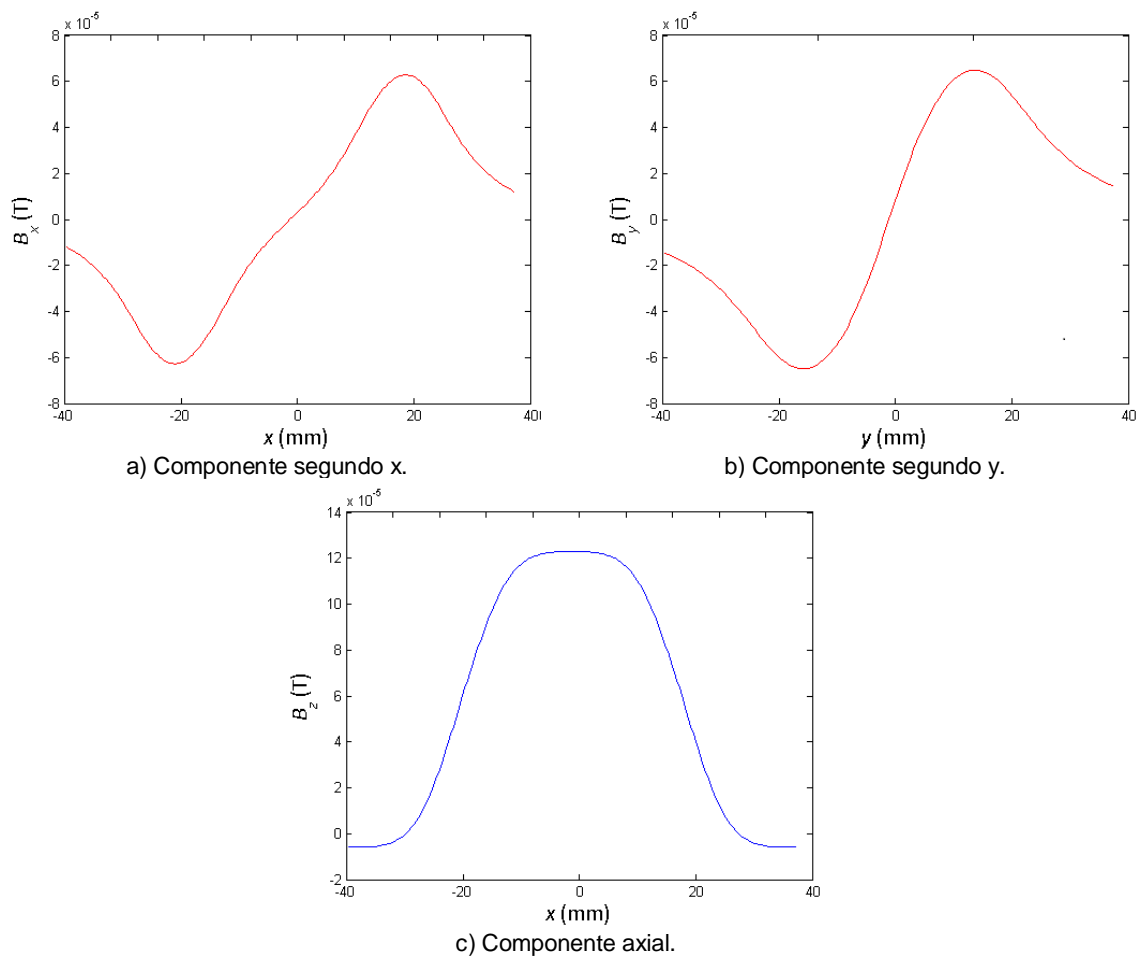 x 10-5
8
6
4
2
0
-2
-4
-6
-8
Bx (T)
-40 -20 0 20 40
x (mm)
a) Componente segundo x.
x 10-5
8
6
4
2
0
-2
-4
-6
-8
By (T)
-40 -20 0 20 40
y (mm)
b) Componente segundo y.
x 10-5
14
12
10
8
6
4
2
0
-2
Bz (T)
-40 -20 0 20 40
x (mm)
c) Componente axial.